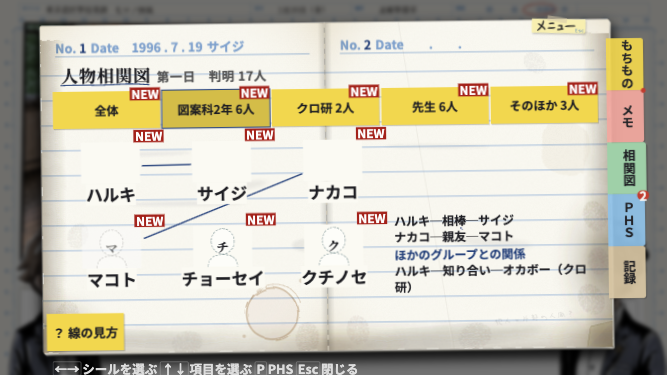 メニュー
Esc
No. 1 Date 1996 . 7 . 19 サイジ
No. 2 Date . .
人物相関図 第一日 判明 17人
NEW NEW NEW NEW NEW
全体 図案科2年 6人 クロ研 2人 先生 6人 そのほか 3人
NEW NEW NEW
ハルキ サイジ ナカコ
NEW NEW NEW
マ チ ク
マコト チョーセイ クチノセ
ハルキ―相棒―サイジ
ナカコ―親友―マコト
ほかのグループとの関係
ハルキ―知り合い―オカボー（クロ
研）
? 線の見方
もちもの
メモ
相関図
2
PHS
記録
←→ シールを選ぶ ↑↓ 項目を選ぶ P PHS Esc 閉じる